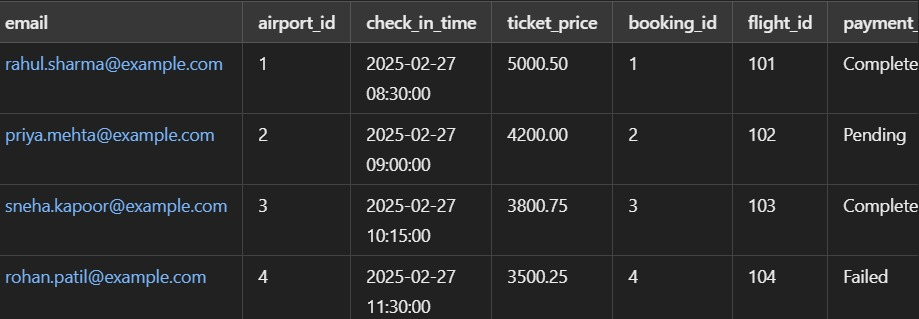 email airport_id check_in_time ticket_price booking_id flight_id payment_
rahul.sharma@example.com 1 2025-02-27 5000.50 1 101 Complete
08:30:00
priya.mehta@example.com 2 2025-02-27 4200.00 2 102 Pending
09:00:00
sneha.kapoor@example.com 3 2025-02-27 3800.75 3 103 Complete
10:15:00
rohan.patil@example.com 4 2025-02-27 3500.25 4 104 Failed
11:30:00